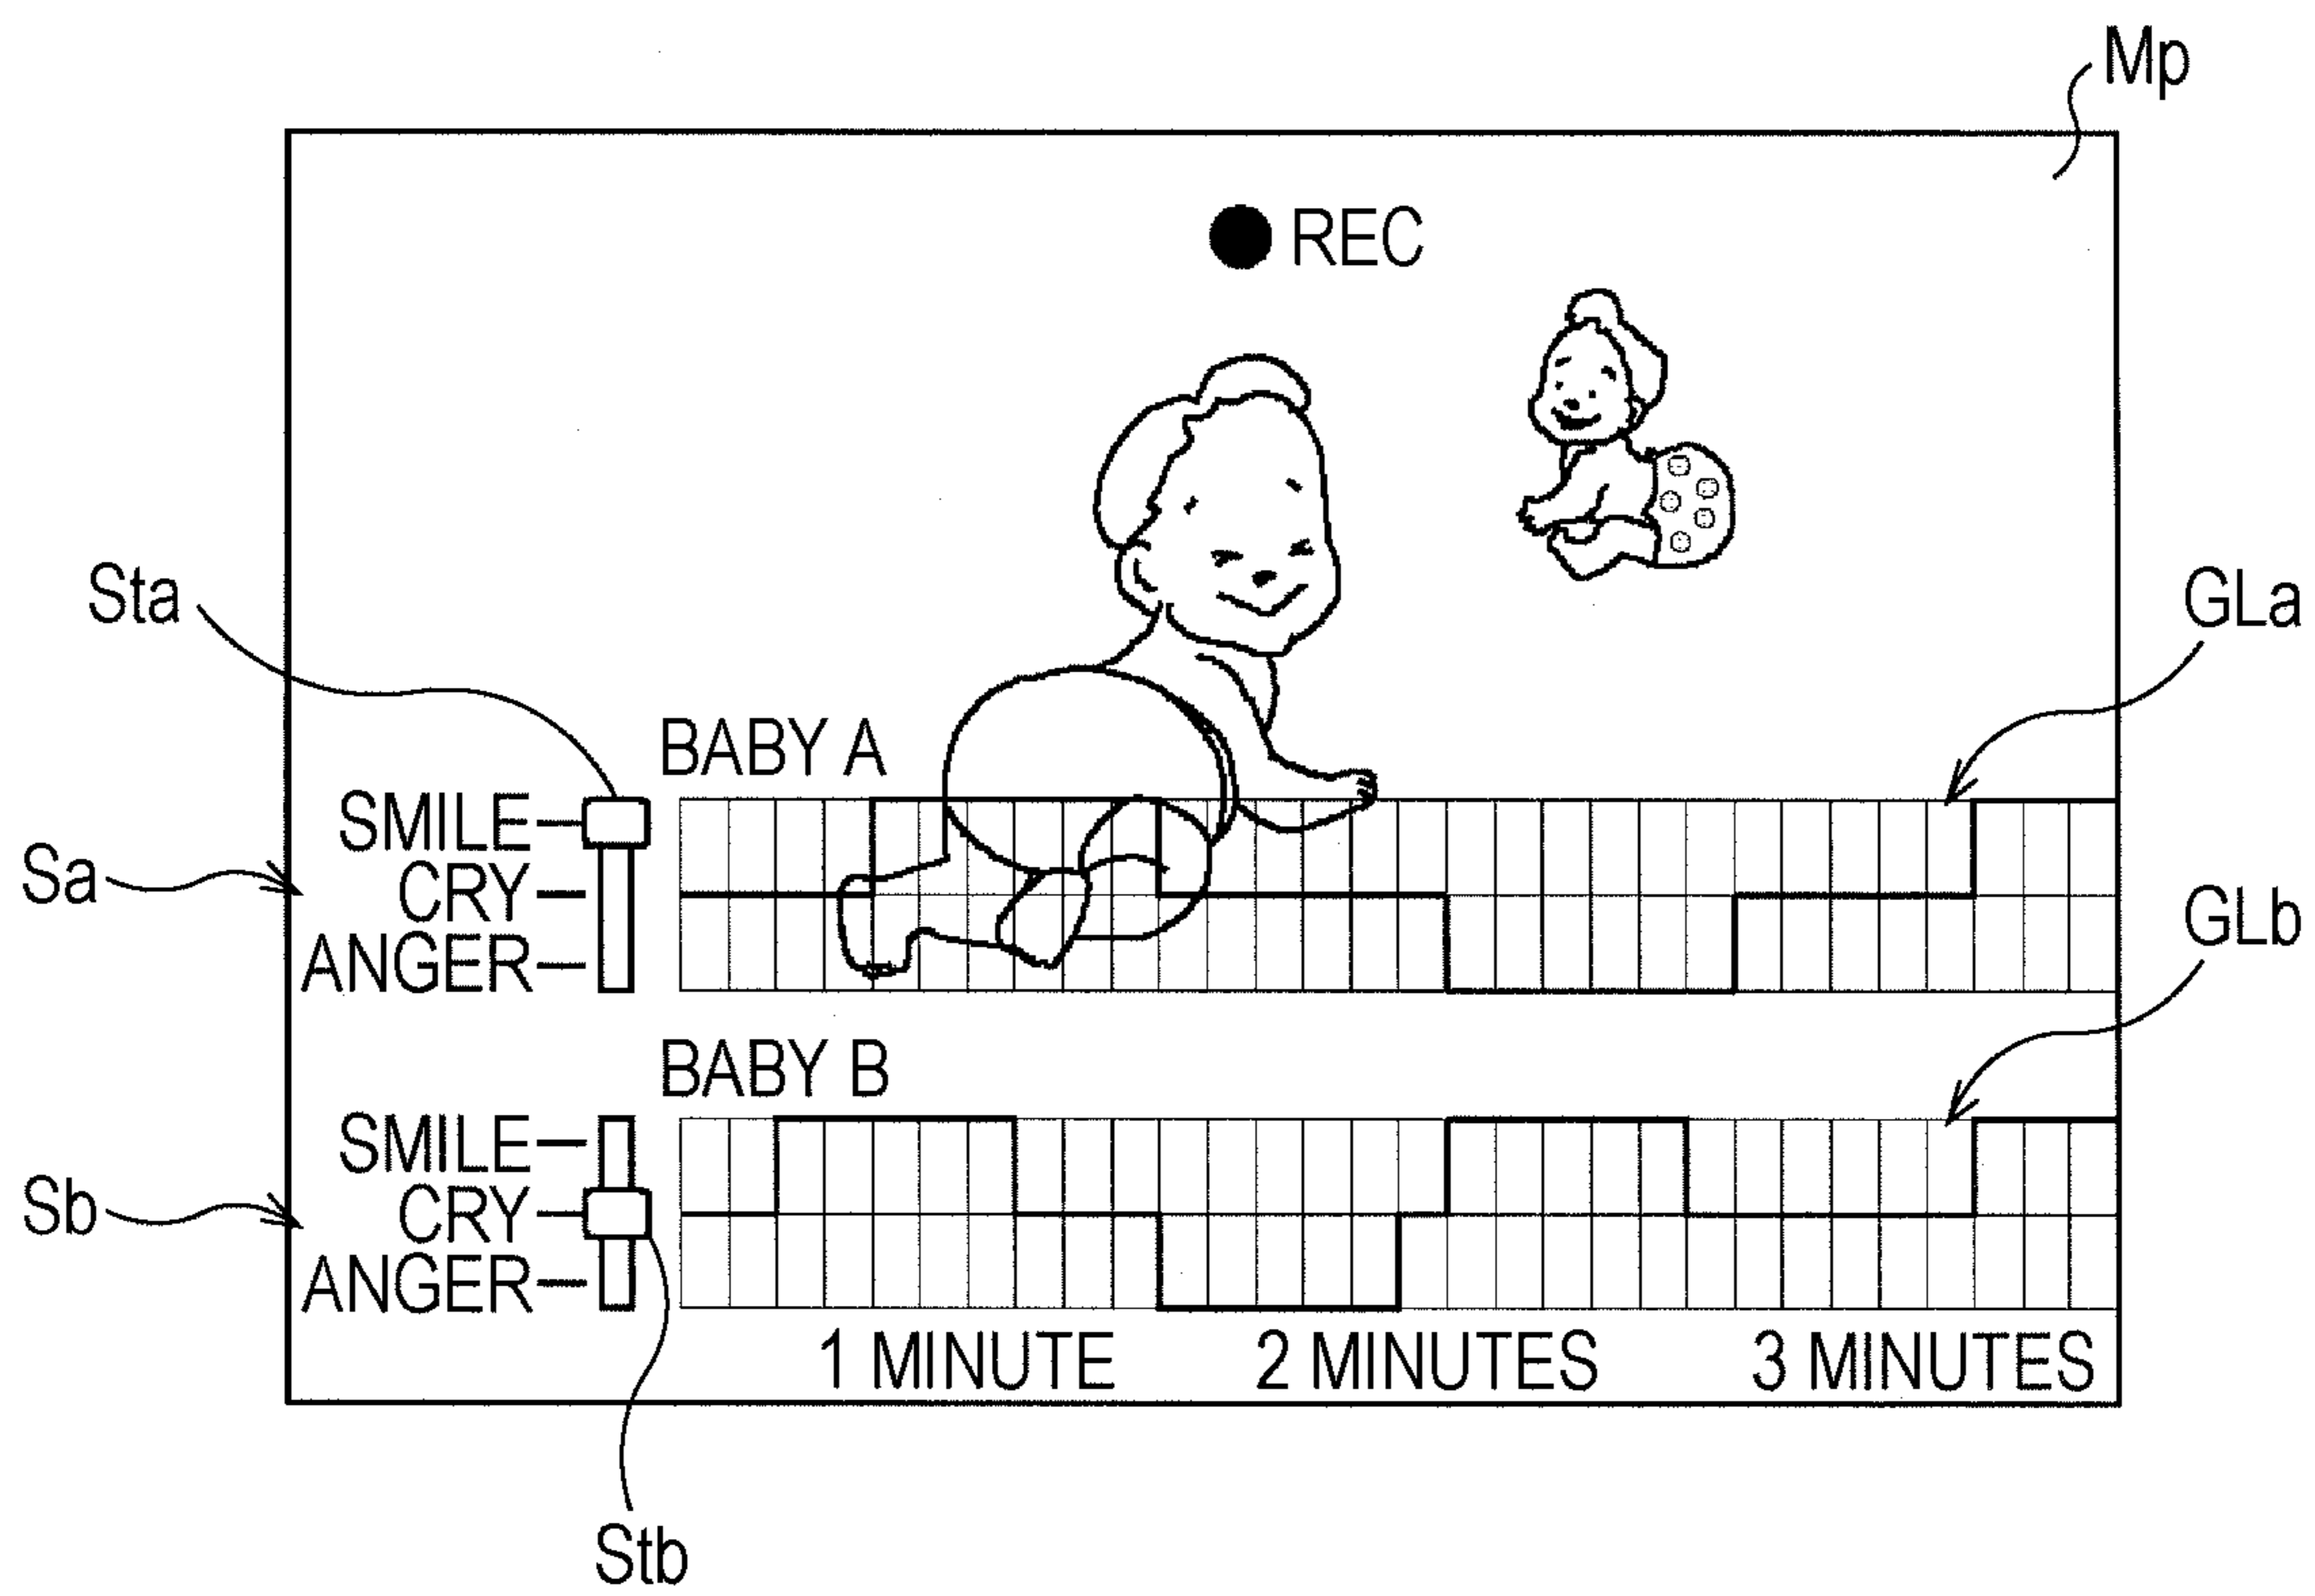 Mp
REC
Sta
GLa
BABY A
SMILE
Sa
CRY
GLb
ANGER
BABY B
SMILE
Sb
CRY
ANGER
1 MINUTE 2 MINUTES 3 MINUTES
Stb